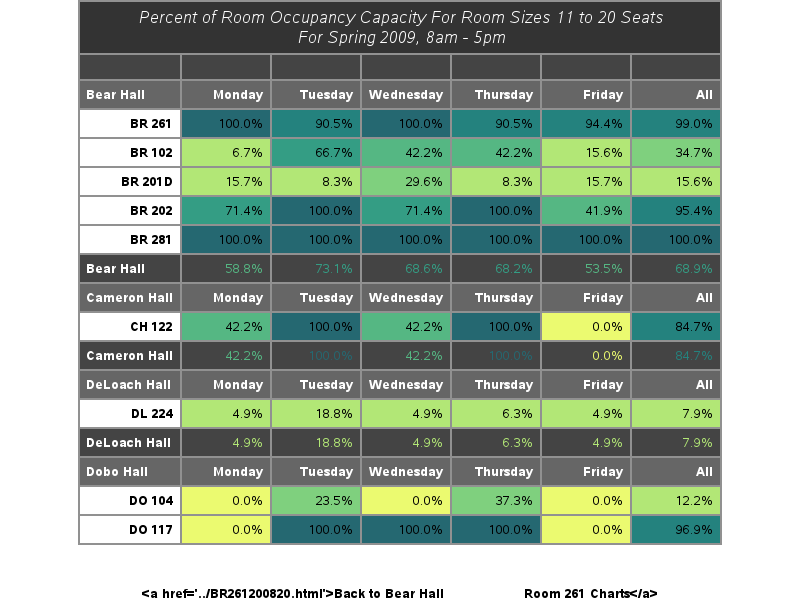 Percent of Room Occupancy Capacity For Room Sizes 11 to 20 Seats
For Spring 2009, 8am - 5pm
Bear Hall Monday Tuesday Wednesday Thursday Friday All
BR 261 100.0% 90.5% 100.0% 90.5% 94.4% 99.0%
BR 102 6.7% 66.7% 42.2% 42.2% 15.6% 34.7%
BR 201D 15.7% 8.3% 29.6% 8.3% 15.7% 15.6%
BR 202 71.4% 100.0% 71.4% 100.0% 41.9% 95.4%
BR 281 100.0% 100.0% 100.0% 100.0% 100.0% 100.0%
Bear Hall 58.8% 73.1% 68.6% 68.2% 53.5% 68.9%
Cameron Hall Monday Tuesday Wednesday Thursday Friday All
CH 122 42.2% 100.0% 42.2% 100.0% 0.0% 84.7%
Cameron Hall 42.2% 100.0% 42.2% 100.0% 0.0% 84.7%
DeLoach Hall Monday Tuesday Wednesday Thursday Friday All
DL 224 4.9% 18.8% 4.9% 6.3% 4.9% 7.9%
DeLoach Hall 4.9% 18.8% 4.9% 6.3% 4.9% 7.9%
Dobo Hall Monday Tuesday Wednesday Thursday Friday All
DO 104 0.0% 23.5% 0.0% 37.3% 0.0% 12.2%
DO 117 0.0% 100.0% 100.0% 100.0% 0.0% 96.9%
<a href='../BR261200820.html'>Back to Bear Hall Room 261 Charts</a>